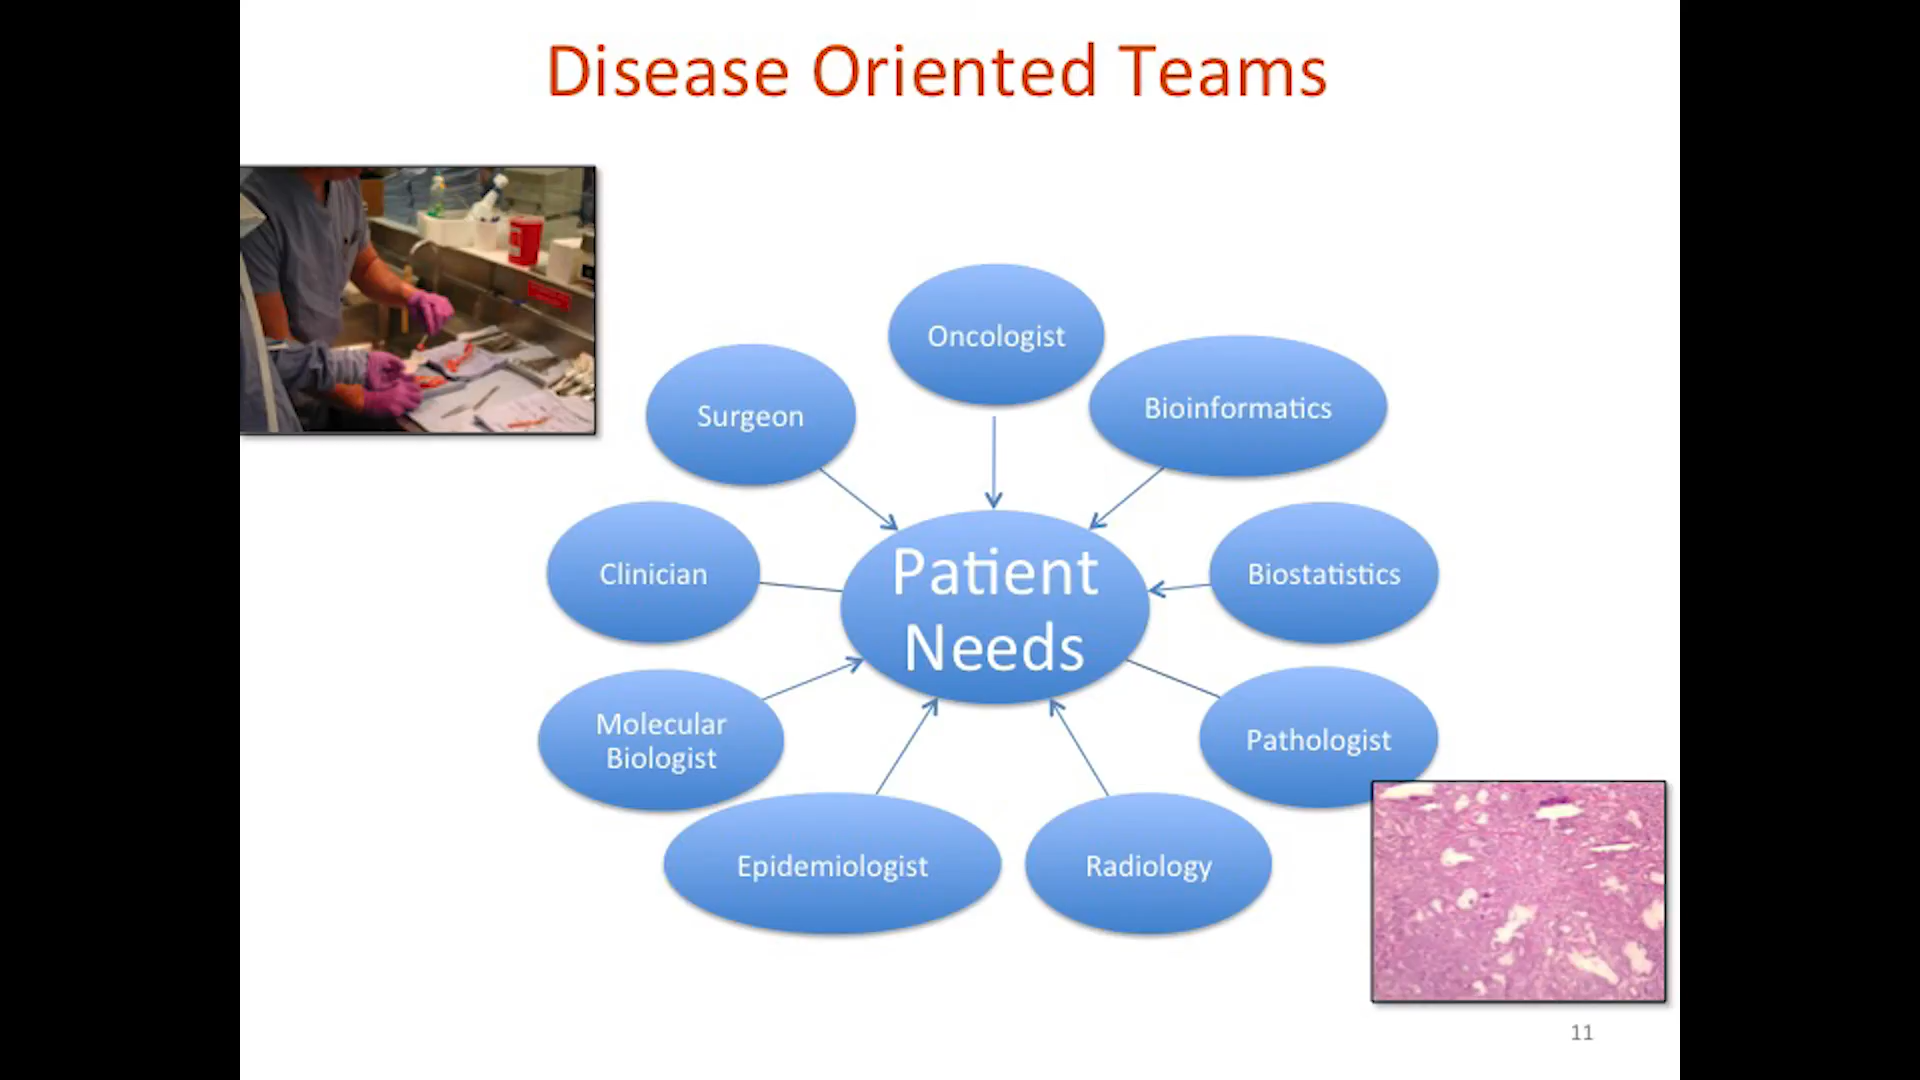 Disease Oriented Teams
Oncologist
Surgeon
Bioinformatics
Clinician
Patient
Needs
Biostatistics
Molecular
Biologist
Pathologist
Epidemiologist
Radiology
11